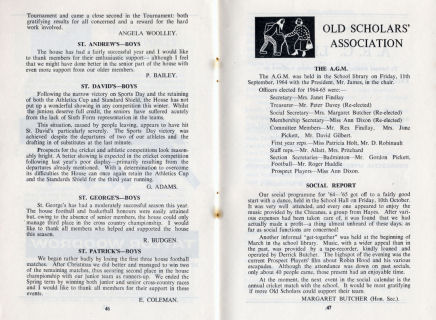 Tournament and came a close second in the Tournament: both
gratifying results for all concerned and a reward for the hard
work involved.
ANGELA WOOLLEY.
ST. ANDREW'S—BOYS
The house has had a fairly successful year and I would like
to thank members for their enthusiastic support— although I feel
that we might have done better in the senior part of the house with
even more support from our older members.
P. BAILEY.
ST. DAVID'S—BOYS
Following the narrow victory on Sports Day and the retaining
of both the Athletics Cup and Standard Shield, the House has not
put up a wonderful showing in any competition this winter. Whilst
the juniors deserve full credit, the seniors have suffered acutely
from the lack of Sixth Form representation in the teams.
This situation, caused by people leaving, appears to have hit
St. David's particularly severely. The Sports Day victory was
achieved despite the departure of two of our athletes and the
drafting in of substitutes at the last minute.
Prospects for the cricket and athletic competitions look reason-
ably bright. A better showing is expected in the cricket competition
following last year's poor display—primarily resulting from the
departures already mentioned. With a determination to overcome
its difficulties the House can once again retain the Athletics Cup
and the Standards Shield for the third year running.
G. ADAMS.
ST. GEORGE'S—BOYS
St. George's has had a moderately successful season this year.
The house football and basketball honours were easily attained
but, owing to the absence of senior members, the house could only
manage third place in the cross country championships. I would
like to thank all members who helped and supported the house
this season.
R. BUDGEN.
ST. PATRICK'S—BOYS
We began rather badly by losing the first three house football
matches. After Christmas we did better and managed to win two
of the remaining matches, thus securing second place in the house
championship with our junior team as runners-up. We ended the
Spring term by winning both junior and senior cross-country races
and I would like to thank all members for their support in these
events.
E. COLEMAN.
46
OLD SCHOLARS'
ASSOCIATION
THE A.G.M.
The A.G.M. was held in the School library on Friday, 11th
September, 1964 with the President, Mr. James, in the chair.
Officers elected for 1964-65 were:—
Secretary—Mrs. Janet Findlay
Treasurer—Mr. Peter Davey (Re-elected)
Social Secretary—Mrs. Margaret Butcher (Re-elected)
Membership Secretary—Miss Ann Dixon (Re-elected)
Committee Members—Mr. Rex Findlay, Mrs. June
Pickett, Mr. David Gilbert
First year reps.—Miss Patricia Holt, Mr. D. Robinault
Staff reps.—Mr. Allatt, Mrs. Pritchard
Section Secretaries—Badminton—Mr. Gordon Pickett,
Football—Mr. Roger Huddle
Prospect Players—Miss Ann Dixon.
SOCIAL REPORT
Our social programme for '64-'65 got off to a fairly good
start with a dance, held in the School Hall on Friday, 10th October.
It was very well attended, and every one appeared to enjoy the
music provided by the Chicanes, a group from Hayes. After vari-
ous expenses had been taken care of, it was found that we had
actually made a profit—a thing almost unheard of these days, as
far as social functions are concerned!
Another informal "get-together" was held at the beginning of
March in the school library. Music, with a wider appeal than in
the past, was provided by a tape-recorder, kindly loaned and
operated by Derrick Butcher. The highlight of the evening was the
current Prospect Players' film about Robin Hood and his various
escapades. Although the attendance was down on past socials,
only about 40 people came, those present had an enjoyable time.
At the moment, the next event in the social calendar is the
annual cricket match with the school. It would be most gratifying
if more Old Scholars could support their team.
MARGARET BUTCHER (Hon. Sec.)
47